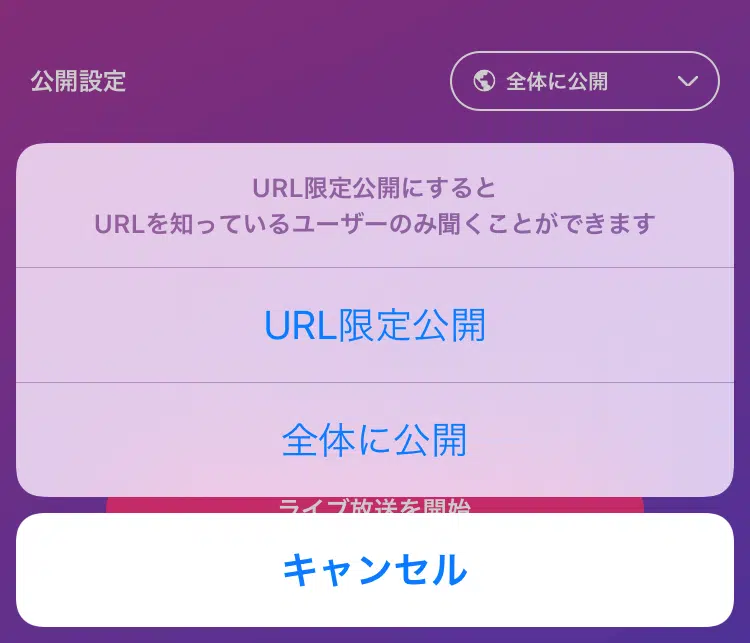 公開設定
全体に公開
URL限定公開にすると
URLを知っているユーザーのみ聞くことができます
URL限定公開
全体に公開
ライブ放送を開始
キャンセル